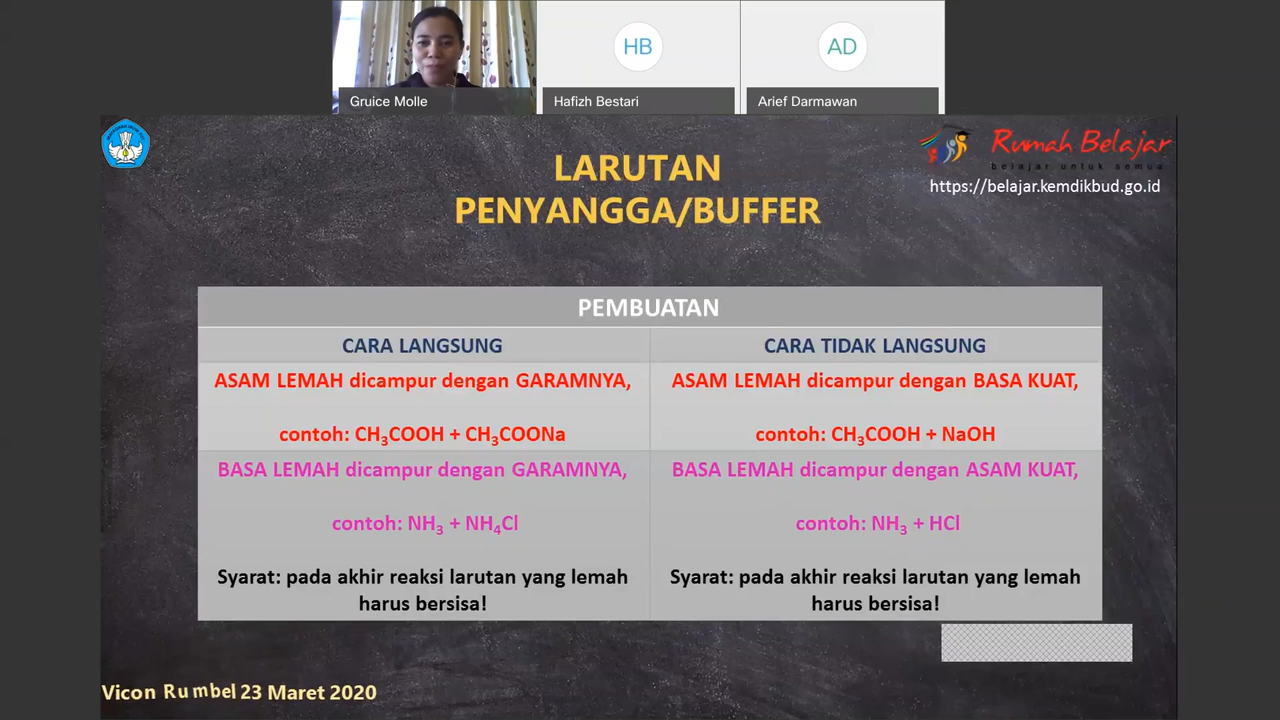 HB
AD
Gruice Molle
Hafizh Bestari
Arief Darmawan
Rumah Belajar
belajar untuk semua
https://belajar.kemdikbud.go.id
LARUTAN
PENYANGGA/BUFFER
PEMBUATAN
CARA LANGSUNG
CARA TIDAK LANGSUNG
ASAM LEMAH dicampur dengan GARAMNYA,
contoh: CH₃COOH + CH₃COONa
ASAM LEMAH dicampur dengan BASA KUAT,
contoh: CH₃COOH + NaOH
BASA LEMAH dicampur dengan GARAMNYA,
contoh: NH₃ + NH₄Cl
Syarat: pada akhir reaksi larutan yang lemah
harus bersisa!
BASA LEMAH dicampur dengan ASAM KUAT,
contoh: NH₃ + HCl
Syarat: pada akhir reaksi larutan yang lemah
harus bersisa!
Vicon Rumbel 23 Maret 2020